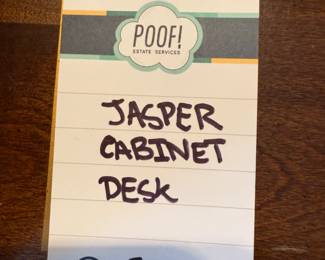 POOF!
ESTATE SERVICES
JASPER
CABINET
DESK